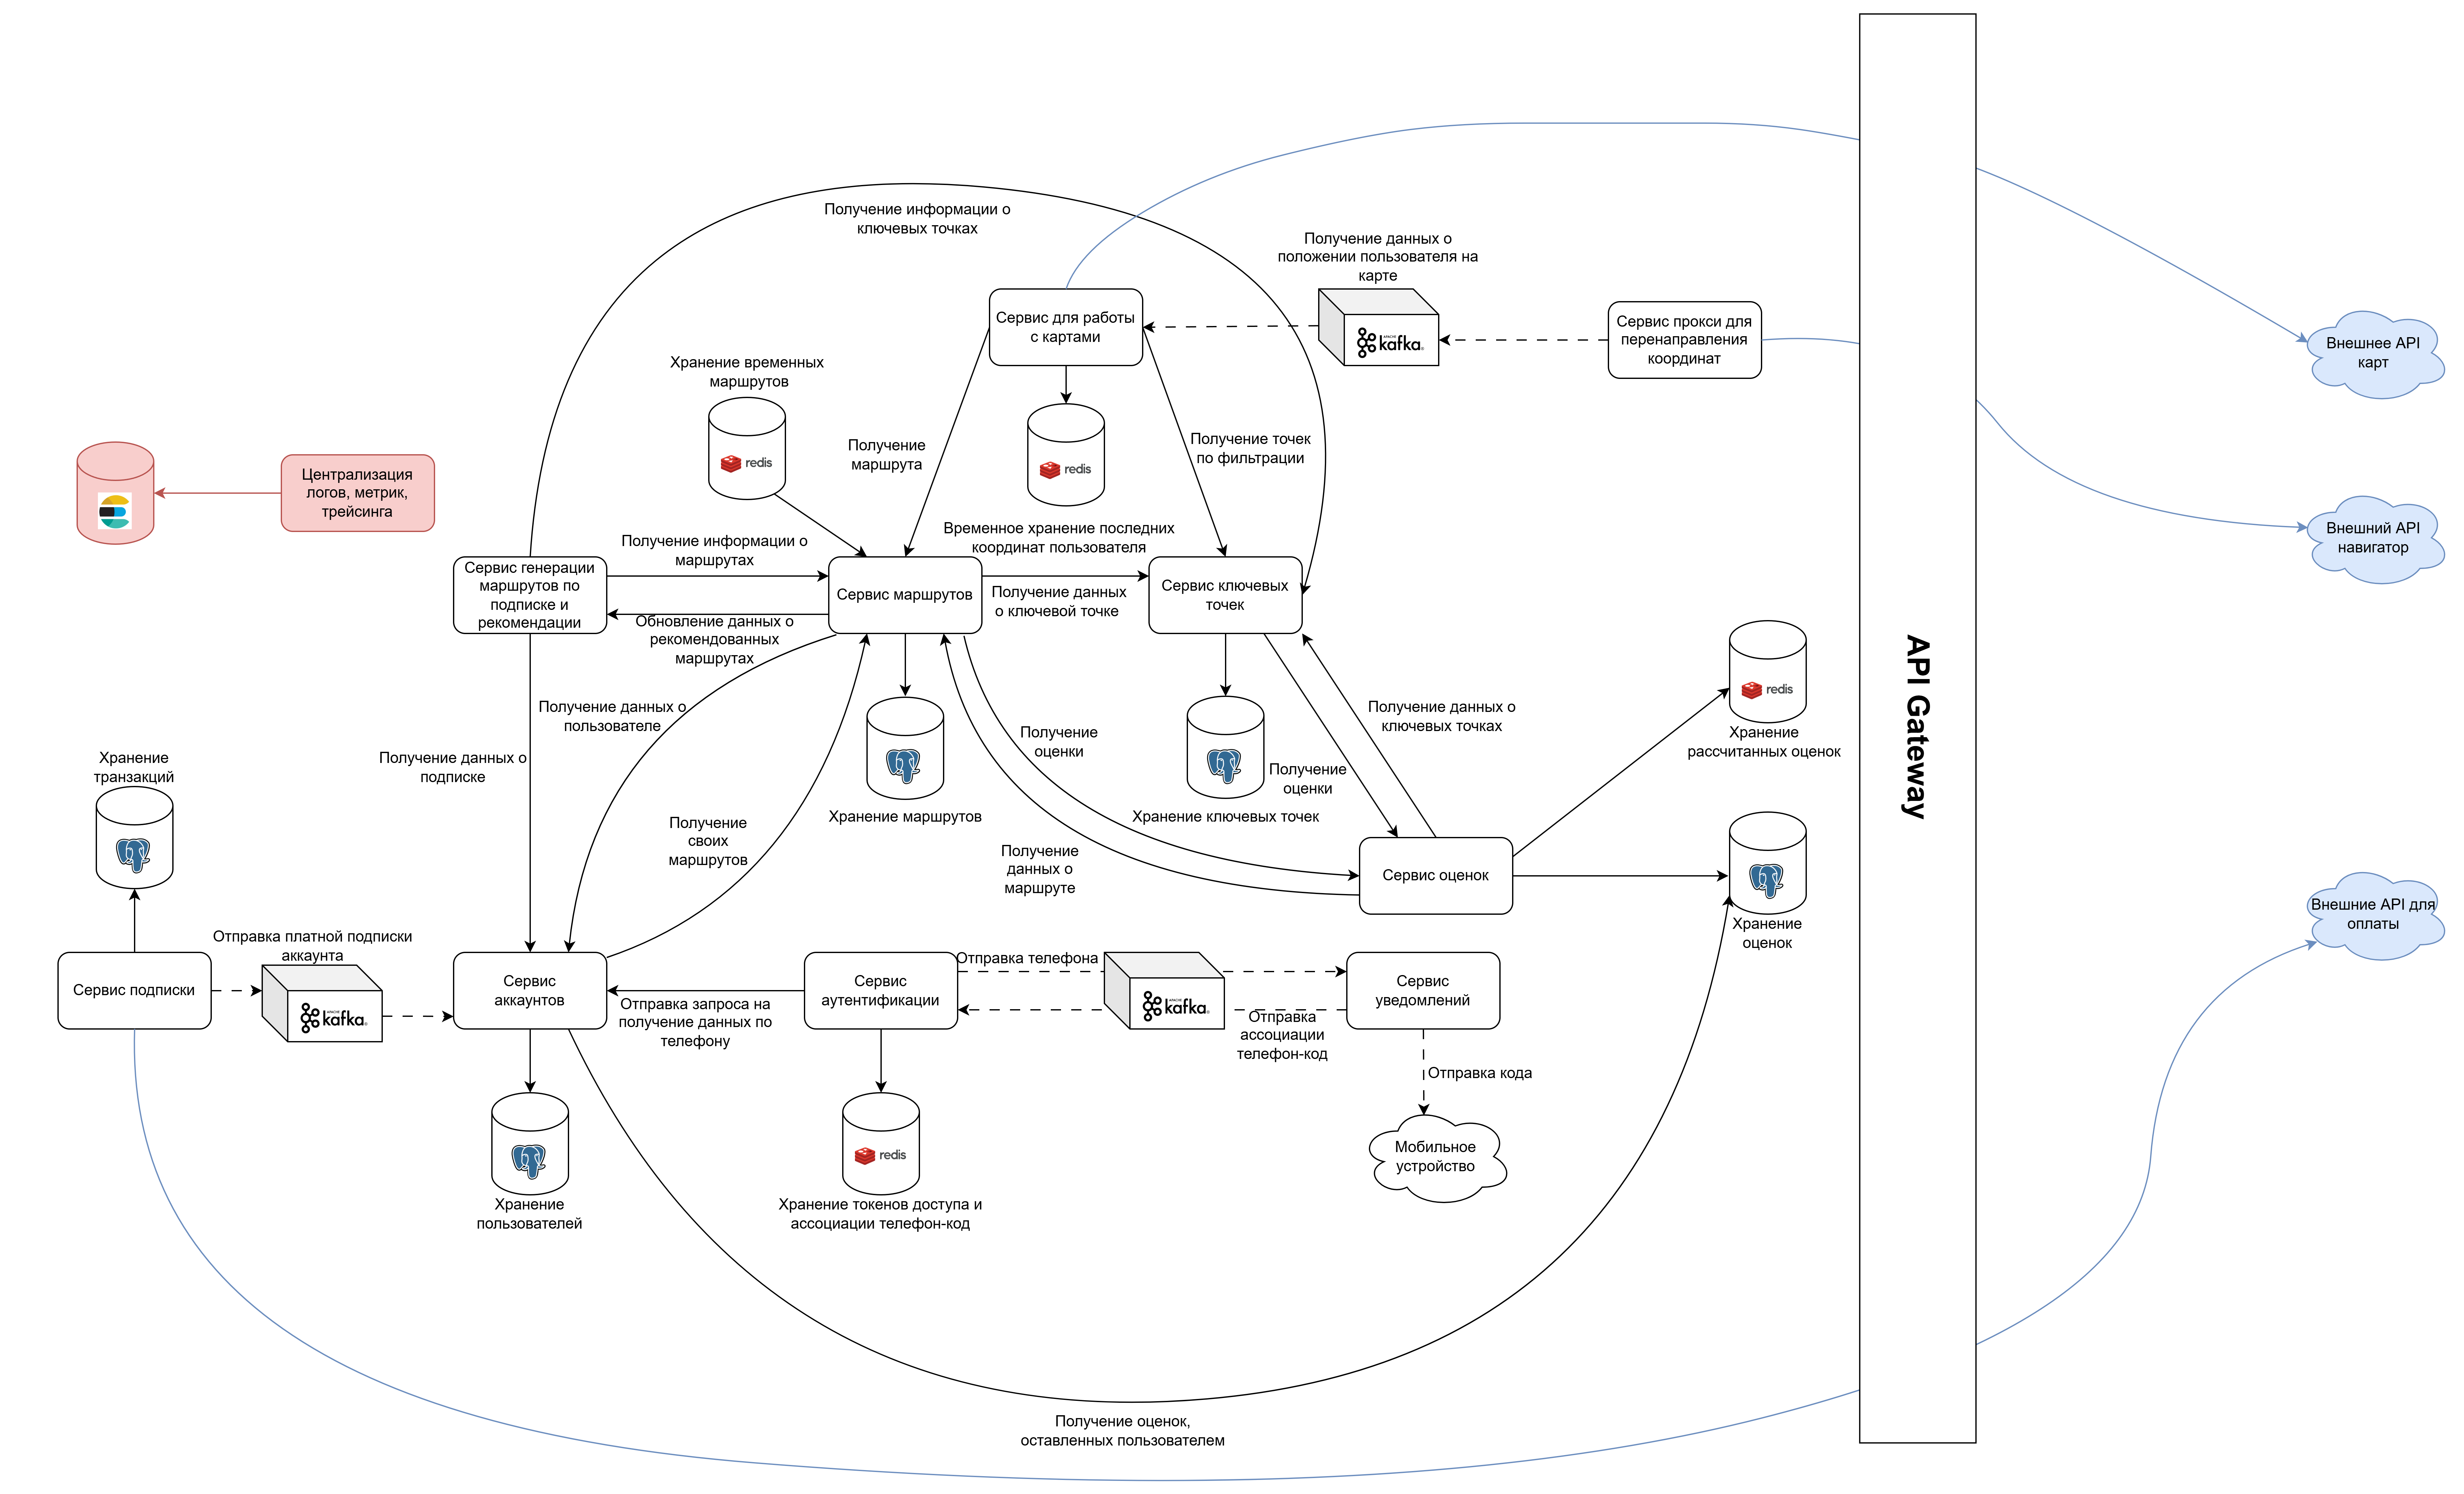 Получение информации о
ключевых точках
Получение данных о
положении пользователя на
карте
Сервис для работы
с картами
APACHE
kafka
Сервис прокси для
перенаправления
координат
Внешнее API
карт
Хранение временных
маршрутов
redis
Получение
маршрута
redis
Получение точек
по фильтрации
Централизация
логов, метрик,
трейсинга
Временное хранение последних
координат пользователя
Внешний API
навигатор
Получение информации о
маршрутах
Сервис генерации
маршрутов по
подписке и
рекомендации
Сервис маршрутов
Получение данных
о ключевой точке
Сервис ключевых
точек
Обновление данных о
рекомендованных
маршрутах
API Gateway
redis
Хранение
рассчитанных оценок
Получение данных о
пользователе
Получение данных о
подписке
Получение
оценки
Получение данных о
ключевых точках
Получение
оценки
Хранение
транзакций
Хранение маршрутов
Хранение ключевых точек
Получение
своих
маршрутов
Получение
данных о
маршруте
Сервис оценок
Хранение
оценок
Внешние API для
оплаты
Отправка платной подписки
аккаунта
Сервис подписки
APACHE
kafka
Сервис
аккаунтов
Отправка запроса на
получение данных по
телефону
Сервис
аутентификации
Отправка телефона
APACHE
kafka
Отправка
ассоциации
телефон-код
Сервис
уведомлений
Отправка кода
Мобильное
устройство
Хранение
пользователей
redis
Хранение токенов доступа и
ассоциации телефон-код
Получение оценок,
оставленных пользователем